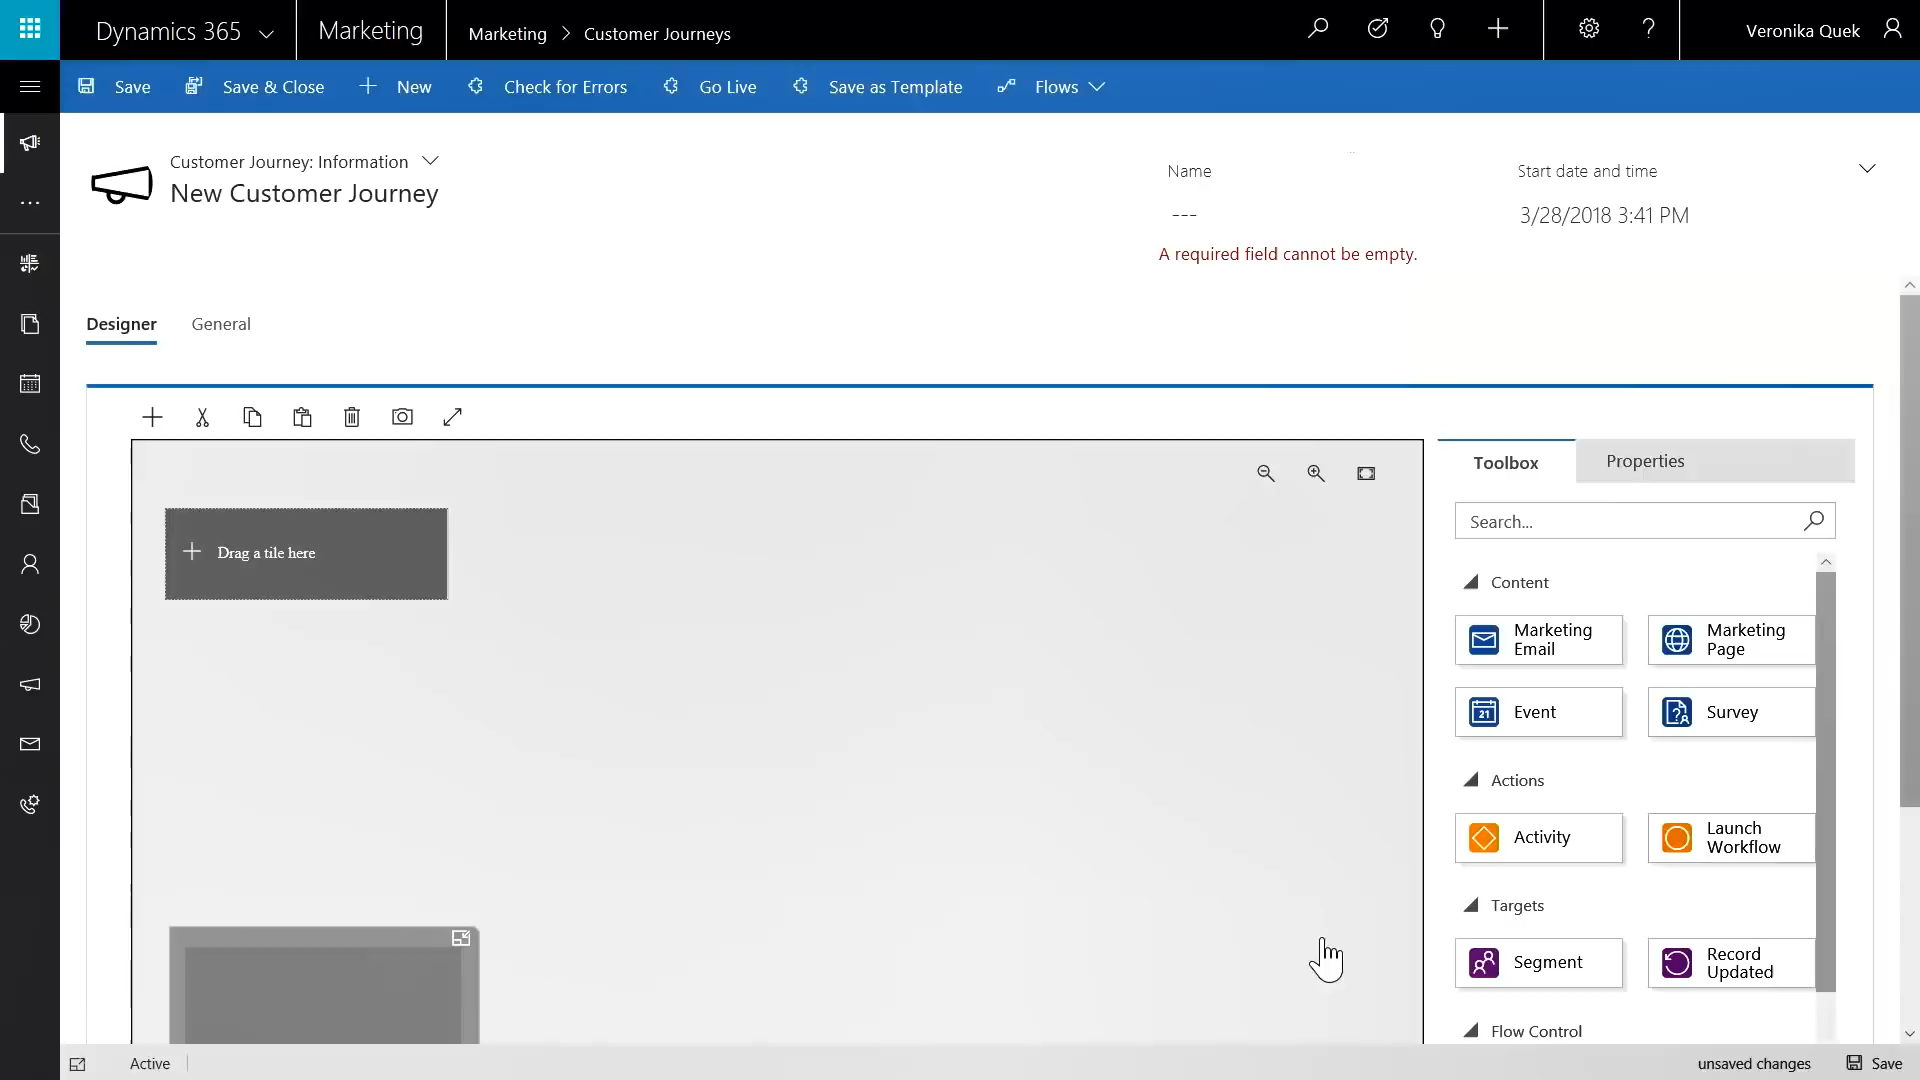 Dynamics 365
Marketing
Marketing > Customer Journeys
Veronika Quek
Save
Save & Close
New
Check for Errors
Go Live
Save as Template
Flows
Customer Journey: Information
New Customer Journey
Name
---
A required field cannot be empty.
Start date and time
3/28/2018 3:41 PM
Designer
General
Drag a tile here
Toolbox
Properties
Search...
Content
Marketing
Email
Marketing
Page
21
Event
Survey
Actions
Activity
Launch
Workflow
Targets
Segment
Record
Updated
Flow Control
Active
unsaved changes
Save